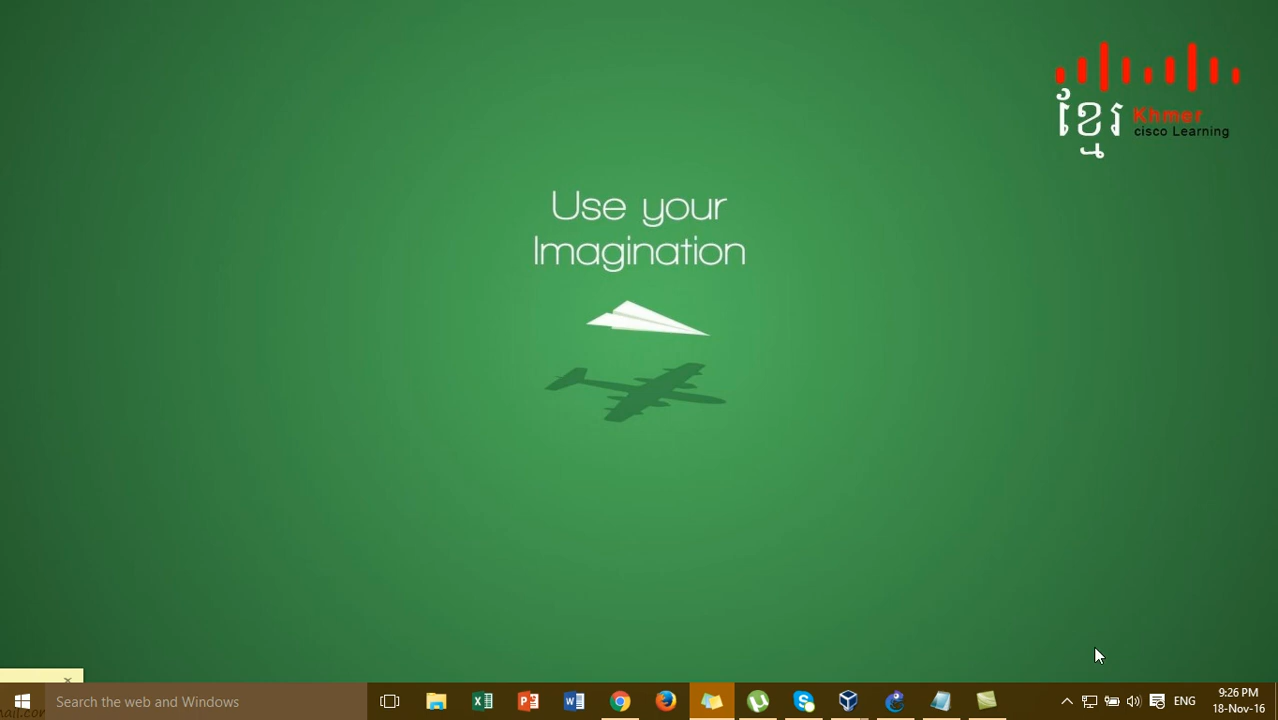 ខ្មែរ
Khmer
cisco Learning
Use your
Imagination
Search the web and Windows
ENG
9:26 PM
18-Nov-16